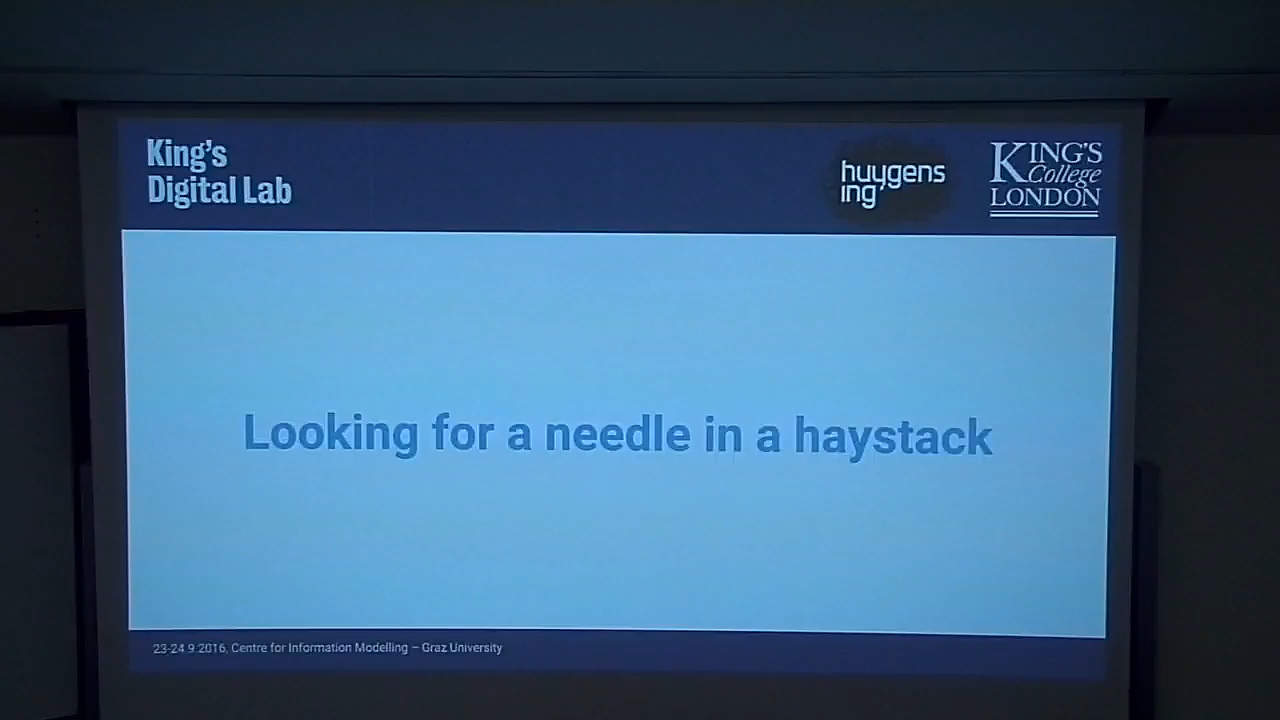 King's
Digital Lab
huygens
ing
KING'S
College
LONDON
Looking for a needle in a haystack
23-24.9.2016, Centre for Information Modelling – Graz University